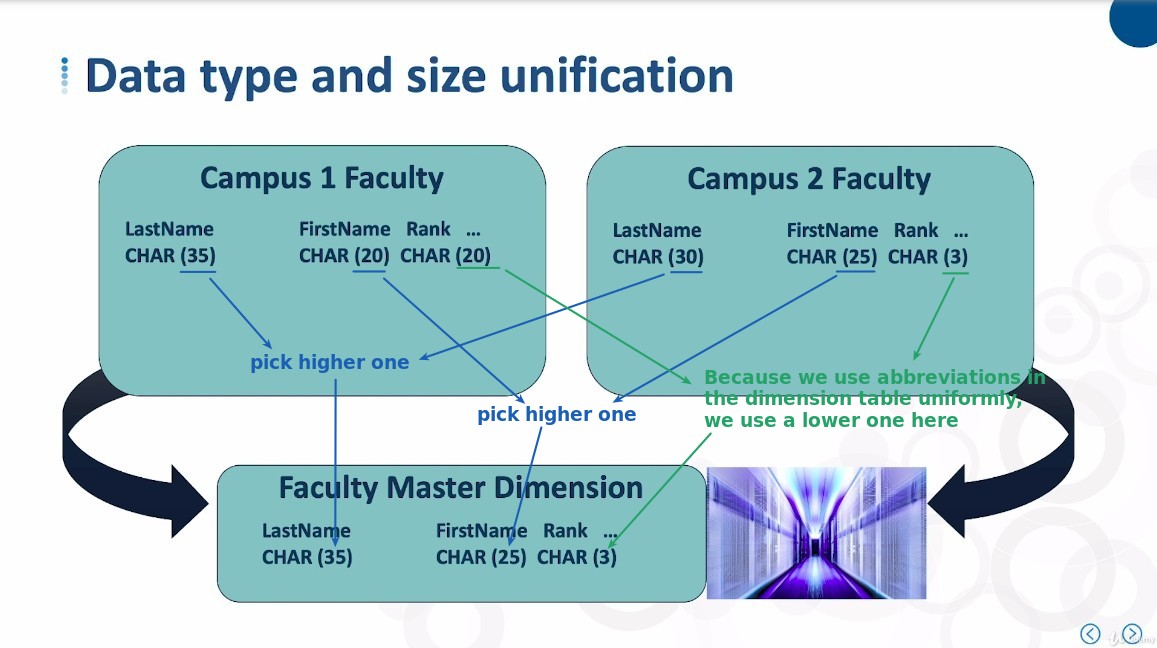 Data type and size unification
Campus 1 Faculty
LastName FirstName Rank ...
CHAR (35) CHAR (20) CHAR (20)
Campus 2 Faculty
LastName FirstName Rank ...
CHAR (30) CHAR (25) CHAR (3)
pick higher one
pick higher one
Because we use abbreviations in
the dimension table uniformly,
we use a lower one here
Faculty Master Dimension
LastName FirstName Rank ...
CHAR (35) CHAR (25) CHAR (3)